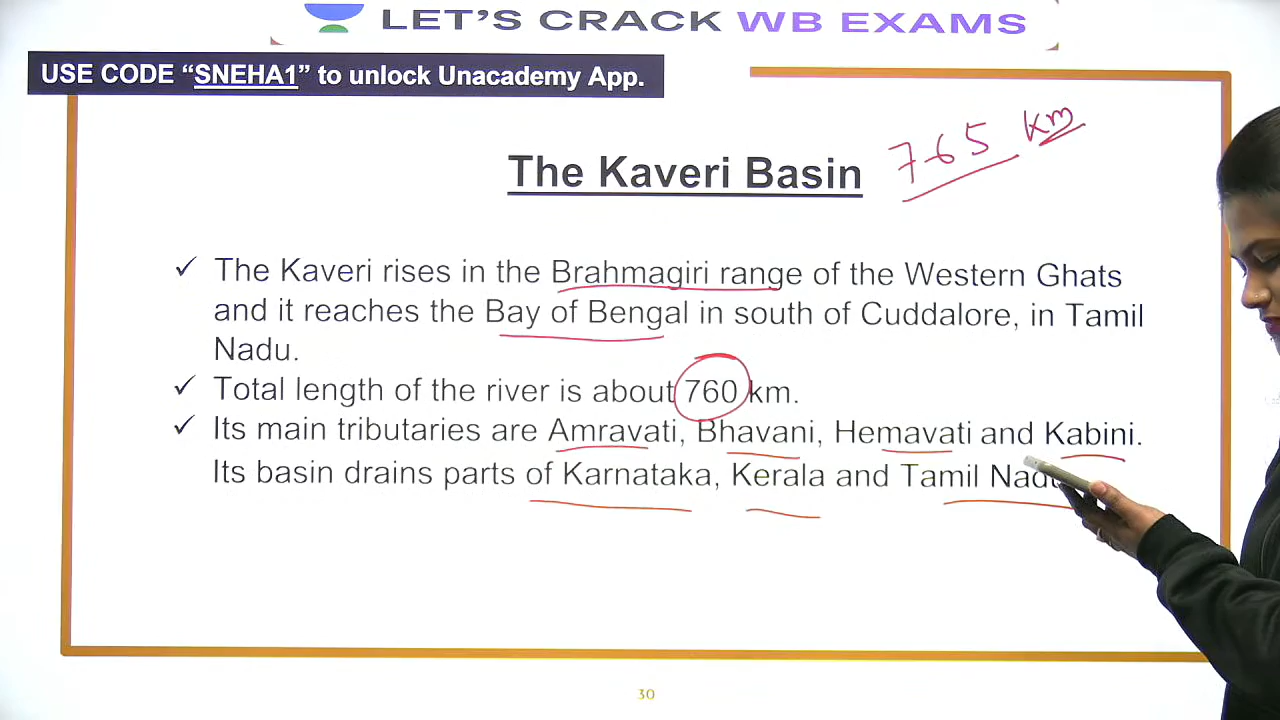 LET'S CRACK WB EXAMS
USE CODE “SNEHA1” to unlock Unacademy App.
765 km
The Kaveri Basin
✓ The Kaveri rises in the Brahmagiri range of the Western Ghats
and it reaches the Bay of Bengal in south of Cuddalore, in Tamil
Nadu.
✓ Total length of the river is about 760 km.
✓ Its main tributaries are Amravati, Bhavani, Hemavati and Kabini.
Its basin drains parts of Karnataka, Kerala and Tamil Nadu
30